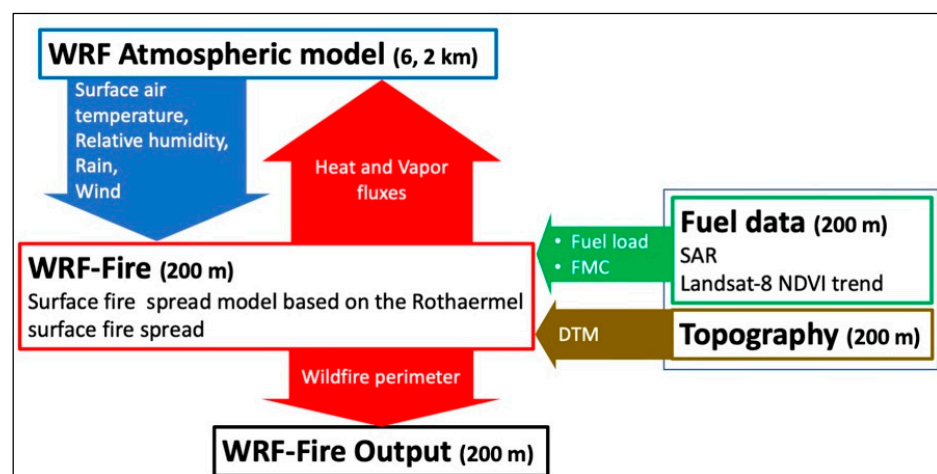 WRF Atmospheric model (6, 2 km)
Surface air
temperature,
Relative humidity,
Rain,
Wind
Heat and Vapor
fluxes
• Fuel load
• FMC
Fuel data (200 m)
SAR
Landsat-8 NDVI trend
WRF-Fire (200 m)
Surface fire spread model based on the Rothaermel
surface fire spread
DTM
Topography (200 m)
Wildfire perimeter
WRF-Fire Output (200 m)